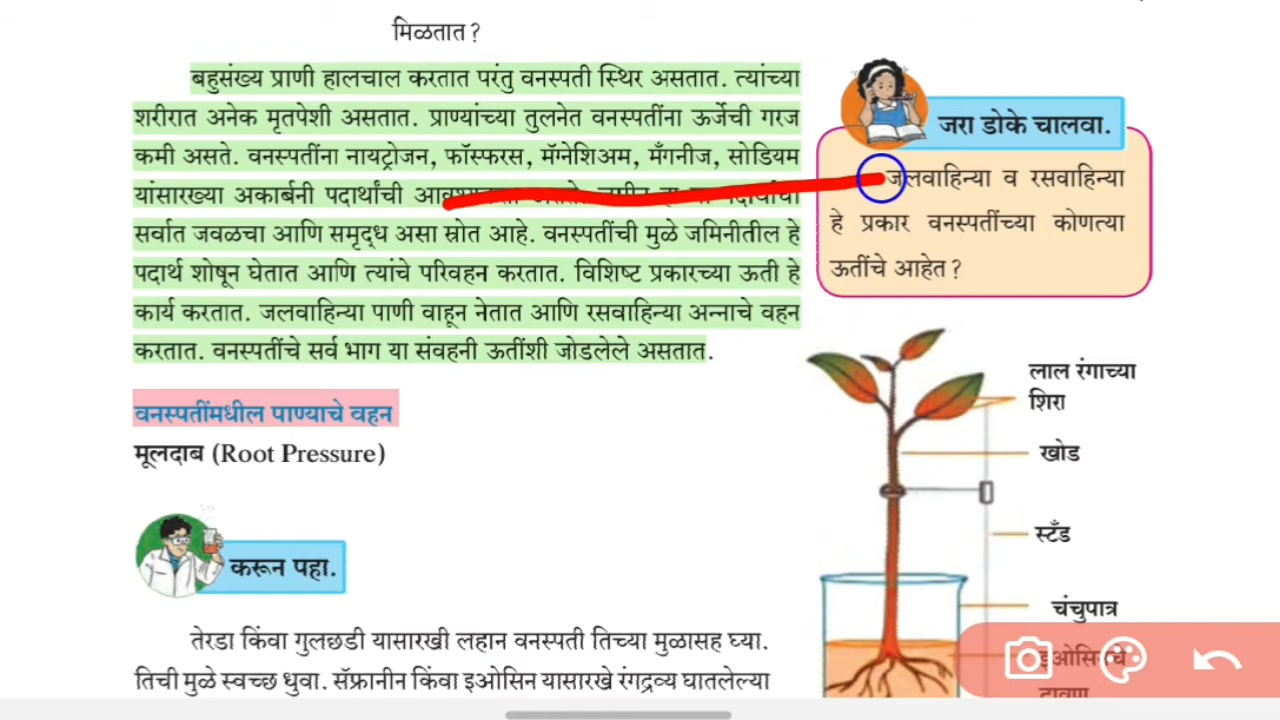 मिळतात?
बहुसंख्य प्राणी हालचाल करतात परंतु वनस्पती स्थिर असतात. त्यांच्या
शरीरात अनेक मृतपेशी असतात. प्राण्यांच्या तुलनेत वनस्पतींना ऊर्जेची गरज
कमी असते. वनस्पतींना नायट्रोजन, फॉस्फरस, मॅग्नेशिअम, मँगनीज, सोडियम
यांसारख्या अकार्बनी पदार्थांची
सर्वात जवळचा आणि समृद्ध असा स्रोत आहे. वनस्पतींची मुळे जमिनीतील हे
पदार्थ शोषून घेतात आणि त्यांचे परिवहन करतात. विशिष्ट प्रकारच्या ऊती हे
कार्य करतात. जलवाहिन्या पाणी वाहून नेतात आणि रसवाहिन्या अन्नाचे वहन
करतात. वनस्पतींचे सर्व भाग या संवहनी ऊतींशी जोडलेले असतात.
वनस्पतींमधील पाण्याचे वहन
मूलदाब (Root Pressure)
करून पहा.
तेरडा किंवा गुलछडी यासारखी लहान वनस्पती तिच्या मुळासह घ्या.
तिची मुळे स्वच्छ धुवा. सॅफ्रानीन किंवा इओसिन यासारखे रंगद्रव्य घातलेल्या
जरा डोके चालवा.
जलवाहिन्या व रसवाहिन्या
हे प्रकार वनस्पतींच्या कोणत्या
ऊतींचे आहेत?
लाल रंगाच्या
शिरा
खोड
स्टँड
चंचुपात्र